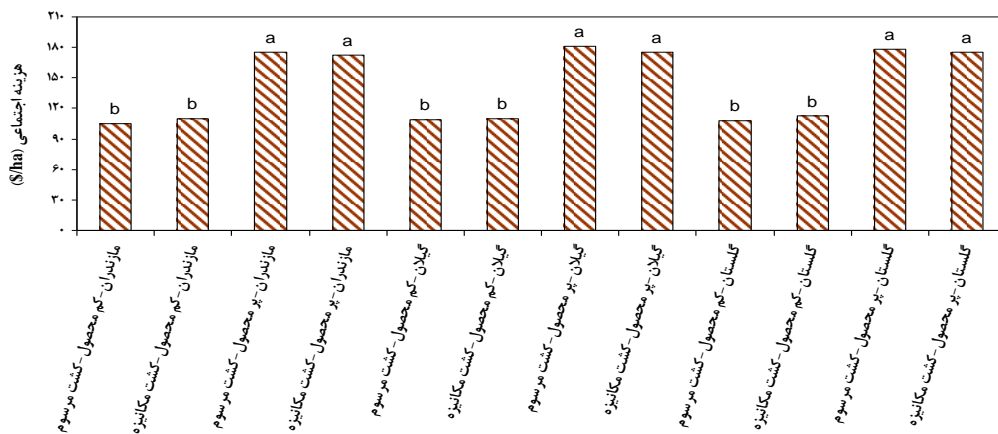 هزینه اجتماعی ($/ha)
۲۱۰
۱۸۰
۱۵۰
۱۲۰
۹۰
۶۰
۳۰
۰
b
b
a
a
b
b
a
a
b
b
a
a
مازندران-کم محصول-کشت مرسوم
مازندران-کم محصول-کشت مکانیزه
مازندران-پر محصول-کشت مرسوم
مازندران-پر محصول-کشت مکانیزه
گیلان-کم محصول-کشت مرسوم
گیلان-کم محصول-کشت مکانیزه
گیلان-پر محصول-کشت مرسوم
گیلان-پر محصول-کشت مکانیزه
گلستان-کم محصول-کشت مرسوم
گلستان-کم محصول-کشت مکانیزه
گلستان-پر محصول-کشت مرسوم
گلستان-پر محصول-کشت مکانیزه